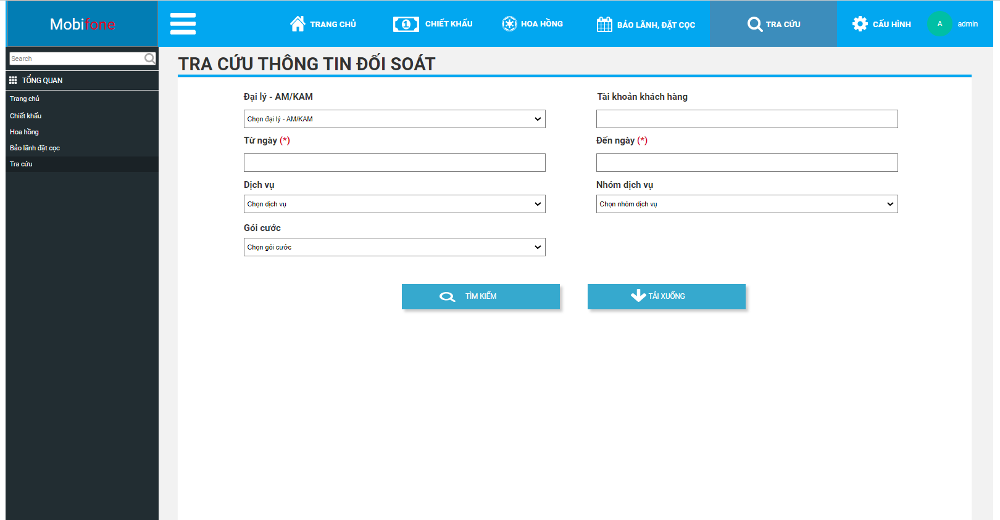 Mobifone
TRANG CHỦ
CHIẾT KHẤU
HOA HỒNG
BẢO LÃNH, ĐẶT CỌC
TRA CỨU
CẤU HÌNH
A
admin
Search
TỔNG QUAN
Trang chủ
Chiết khấu
Hoa hồng
Bảo lãnh đặt cọc
Tra cứu
TRA CỨU THÔNG TIN ĐỐI SOÁT
Đại lý - AM/KAM
Tài khoản khách hàng
Chọn đại lý - AM/KAM
Từ ngày (*)
Đến ngày (*)
Dịch vụ
Nhóm dịch vụ
Chọn dịch vụ
Chọn nhóm dịch vụ
Gói cước
Chọn gói cước
TÌM KIẾM
TẢI XUỐNG